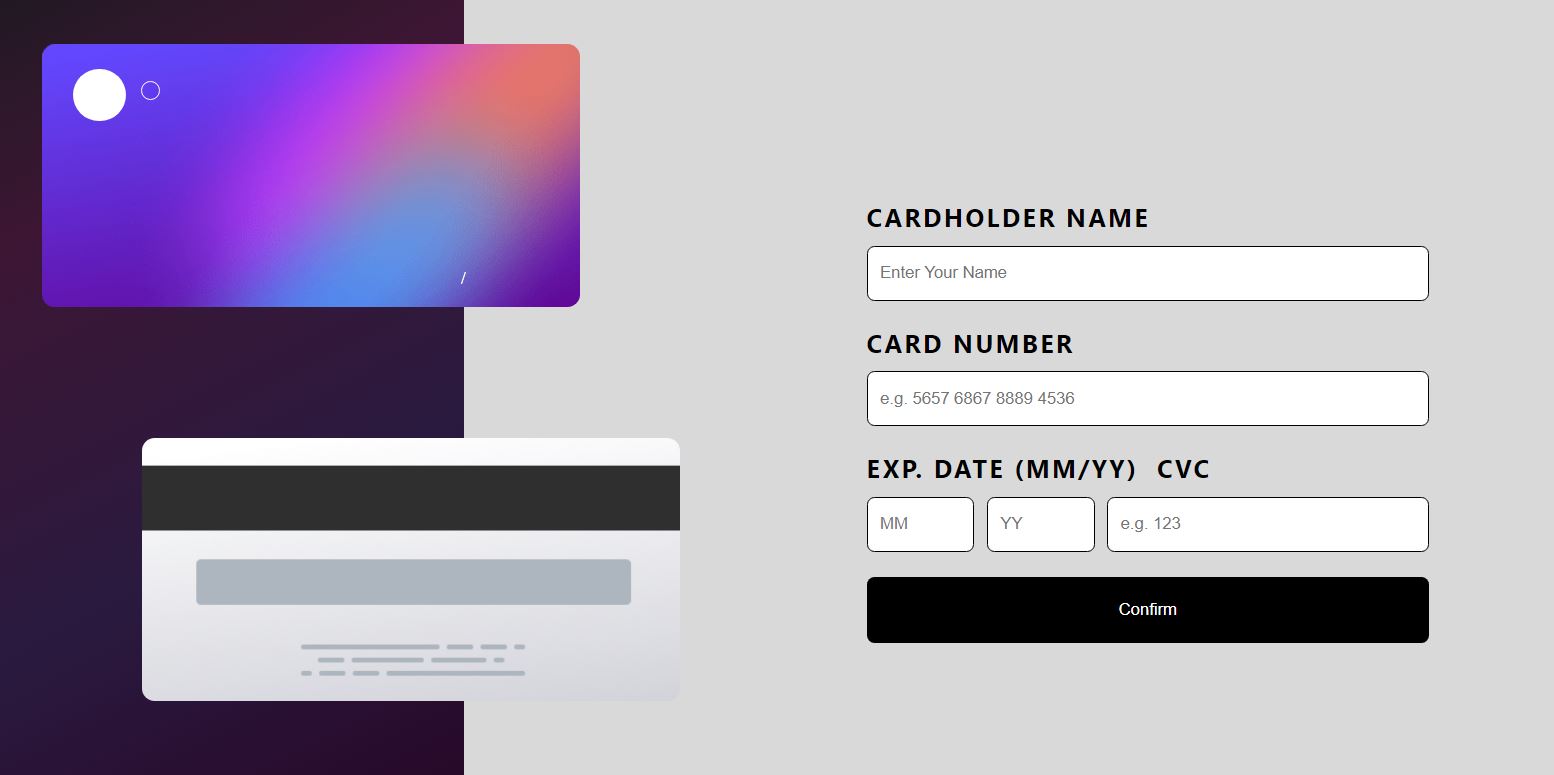 /
CARDHOLDER NAME
Enter Your Name
CARD NUMBER
e.g. 5657 6867 8889 4536
EXP. DATE (MM/YY) CVC
MM YY e.g. 123
Confirm